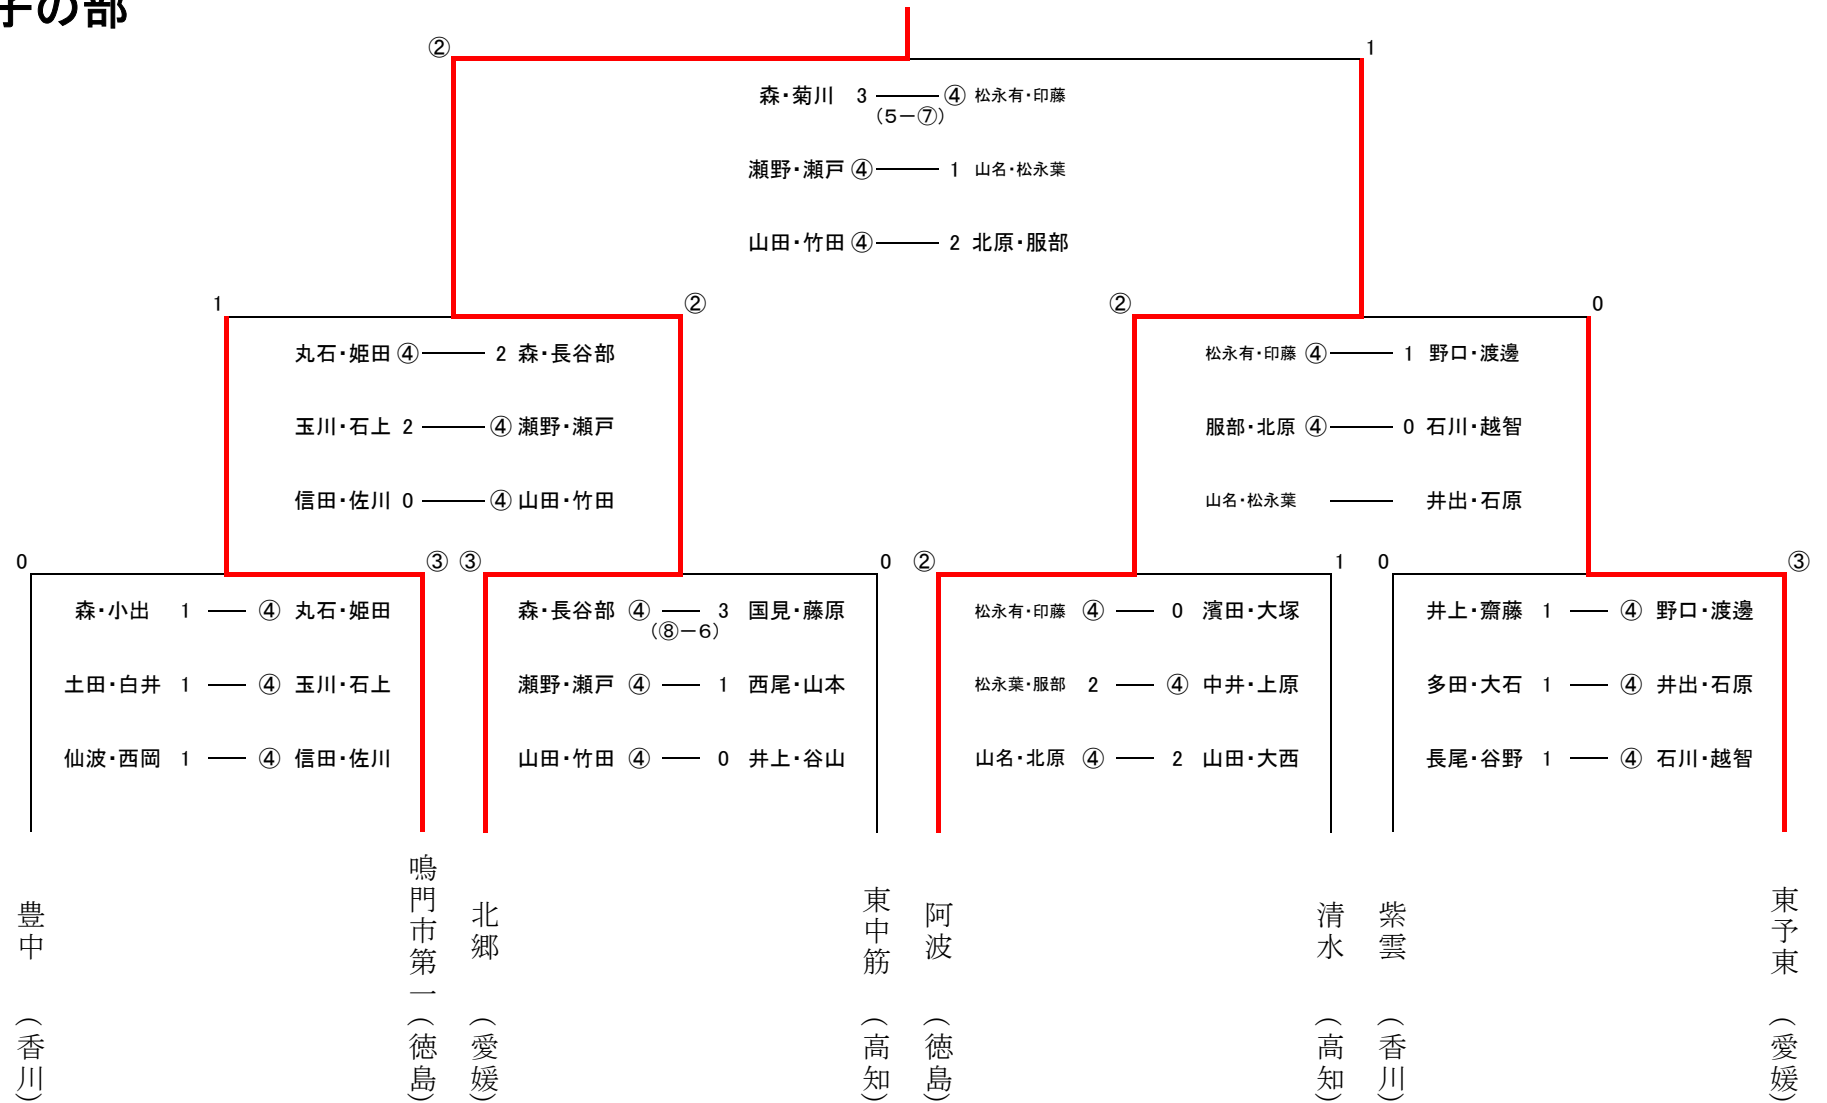 子の部
② 1
森・菊川 3 ④ 松永有・印藤
（5－⑦）
瀬野・瀬戸 ④ 1 山名・松永葉
山田・竹田 ④ 2 北原・服部
1 ② ② 0
丸石・姫田 ④ 2 森・長谷部 松永有・印藤 ④ 1 野口・渡邊
玉川・石上 2 ④ 瀬野・瀬戸 服部・北原 ④ 0 石川・越智
信田・佐川 0 ④ 山田・竹田 山名・松永葉 井出・石原
0 ③ ③ 0 ② 1 0 ③
森・小出 1 ④ 丸石・姫田 森・長谷部 ④ 3 国見・藤原 松永有・印藤 ④ 0 濱田・大塚 井上・齋藤 1 ④ 野口・渡邊
（⑧－6）
土田・白井 1 ④ 玉川・石上 瀬野・瀬戸 ④ 1 西尾・山本 松永葉・服部 2 ④ 中井・上原 多田・大石 1 ④ 井出・石原
仙波・西岡 1 ④ 信田・佐川 山田・竹田 ④ 0 井上・谷山 山名・北原 ④ 2 山田・大西 長尾・谷野 1 ④ 石川・越智
豊中（香川）
鳴門市第一（徳島）
北郷（愛媛）
東中筋（高知）
阿波（徳島）
清水（高知）
紫雲（香川）
東予東（愛媛）